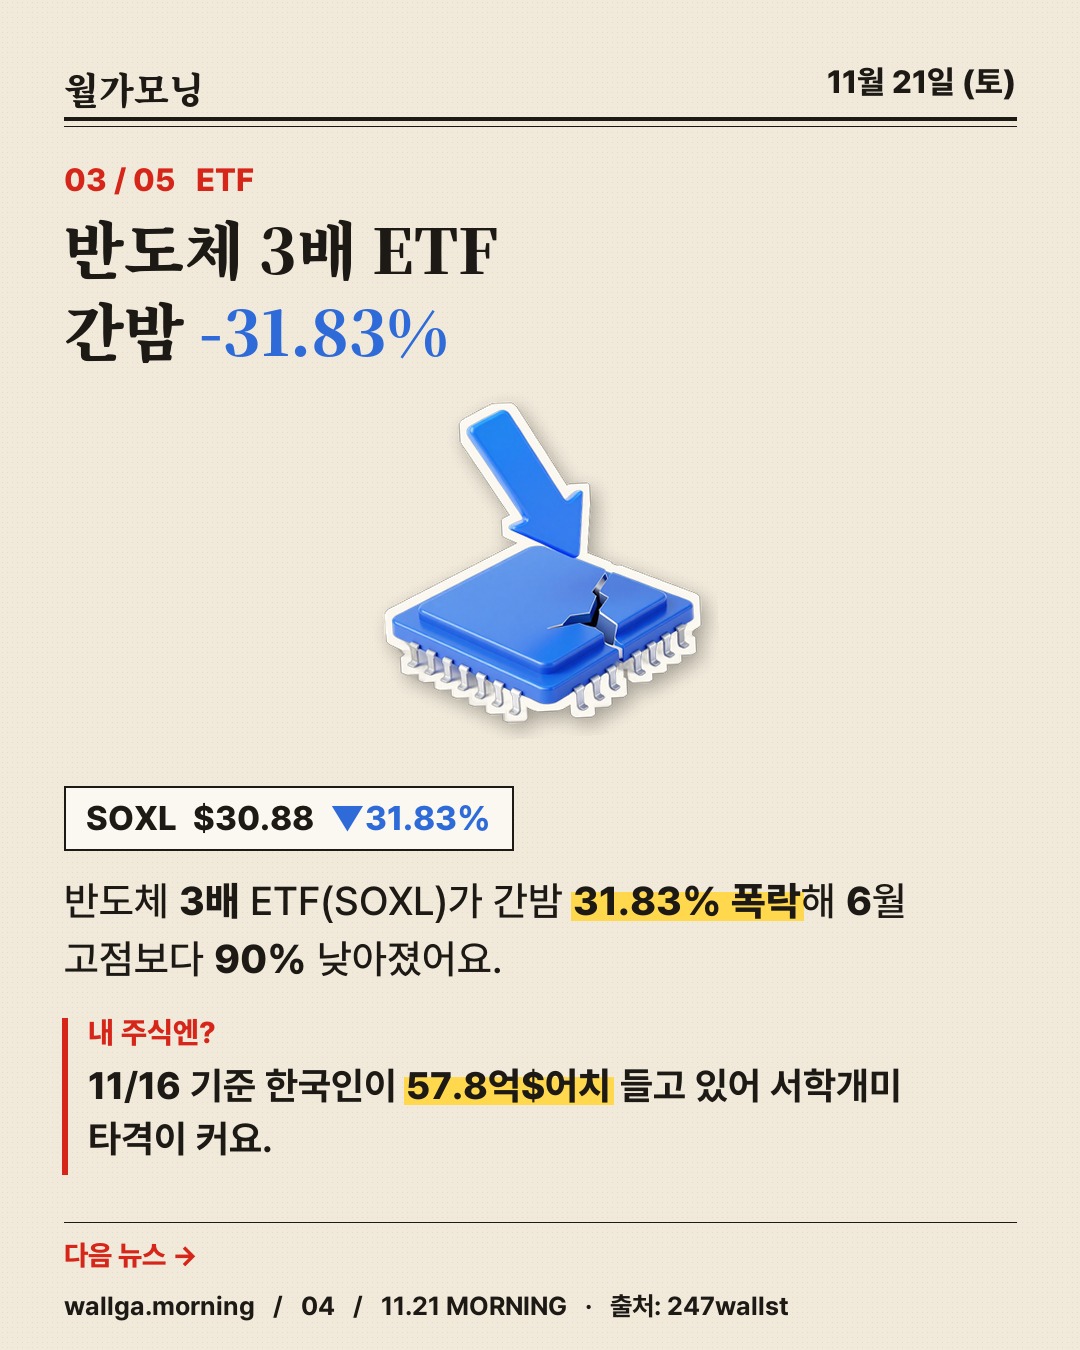 월가모닝
11월 21일 (토)
03 / 05 ETF
반도체 3배 ETF
간밤 -31.83%
SOXL $30.88 ▼31.83%
반도체 3배 ETF(SOXL)가 간밤 31.83% 폭락해 6월
고점보다 90% 낮아졌어요.
내 주식엔?
11/16 기준 한국인이 57.8억$어치 들고 있어 서학개미
타격이 커요.
다음 뉴스 →
wallga.morning / 04 / 11.21 MORNING · 출처: 247wallst